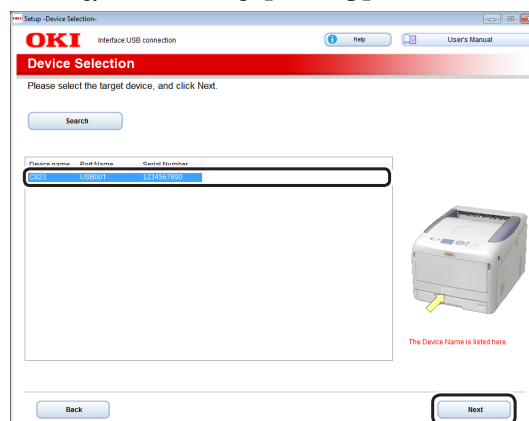 Setup -Device Selection-
OKI Interface:USB connection Help User's Manual
Device Selection
Please select the target device, and click Next.
Search
Device name Port Name Serial Number
C823 USB001 1234567890
The Device Name is listed here.
Back Next